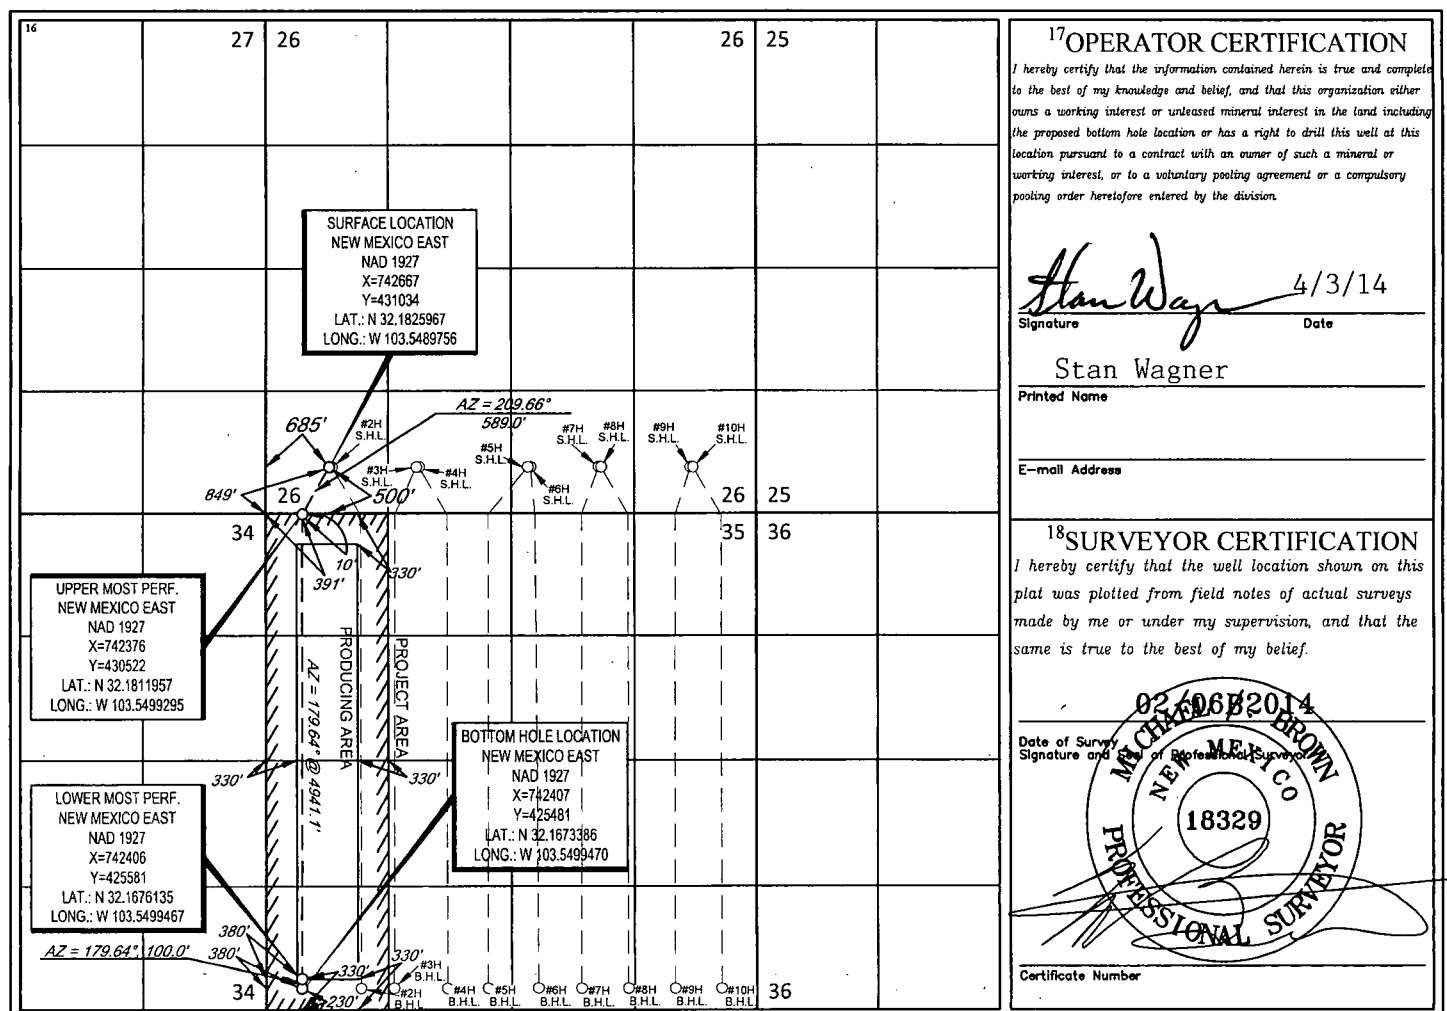 16
27 26
26 25
SURFACE LOCATION
NEW MEXICO EAST
NAD 1927
X=742667
Y=431034
LAT.: N 32.1825967
LONG.: W 103.5489756
AZ = 209.66°
589.0'
685'
#2H
S.H.L.
#3H
S.H.L.
#4H
S.H.L.
#5H
S.H.L.
#6H
S.H.L.
#7H
S.H.L.
#8H
S.H.L.
#9H
S.H.L.
#10H
S.H.L.
849'
26
500'
26 25
34
35 36
10'
391'
330'
UPPER MOST PERF.
NEW MEXICO EAST
NAD 1927
X=742376
Y=430522
LAT.: N 32.1811957
LONG.: W 103.5499295
AZ = 179.64° @ 4941.1'
PRODUCING AREA
PROJECT AREA
330'
330'
BOTTOM HOLE LOCATION
NEW MEXICO EAST
NAD 1927
X=742407
Y=425481
LAT.: N 32.1673386
LONG.: W 103.5499470
LOWER MOST PERF.
NEW MEXICO EAST
NAD 1927
X=742406
Y=425581
LAT.: N 32.1676135
LONG.: W 103.5499467
AZ = 179.64°, 100.0'
380'
380'
330'
330'
230'
34
#2H
B.H.L.
#3H
B.H.L.
#4H
B.H.L.
#5H
B.H.L.
#6H
B.H.L.
#7H
B.H.L.
#8H
B.H.L.
#9H
B.H.L.
#10H
B.H.L.
36
17OPERATOR CERTIFICATION
I hereby certify that the information contained herein is true and complete
to the best of my knowledge and belief, and that this organization either
owns a working interest or unleased mineral interest in the land including
the proposed bottom hole location or has a right to drill this well at this
location pursuant to a contract with an owner of such a mineral or
working interest, or to a voluntary pooling agreement or a compulsory
pooling order heretofore entered by the division.
Stan Wagner 4/3/14
Signature Date
Stan Wagner
Printed Name
E-mail Address
18SURVEYOR CERTIFICATION
I hereby certify that the well location shown on this
plat was plotted from field notes of actual surveys
made by me or under my supervision, and that the
same is true to the best of my belief.
Date of Survey
Signature and Seal of Professional Surveyor:
MICHAEL BROWN
NEW MEXICO
18329
PROFESSIONAL SURVEYOR
Certificate Number